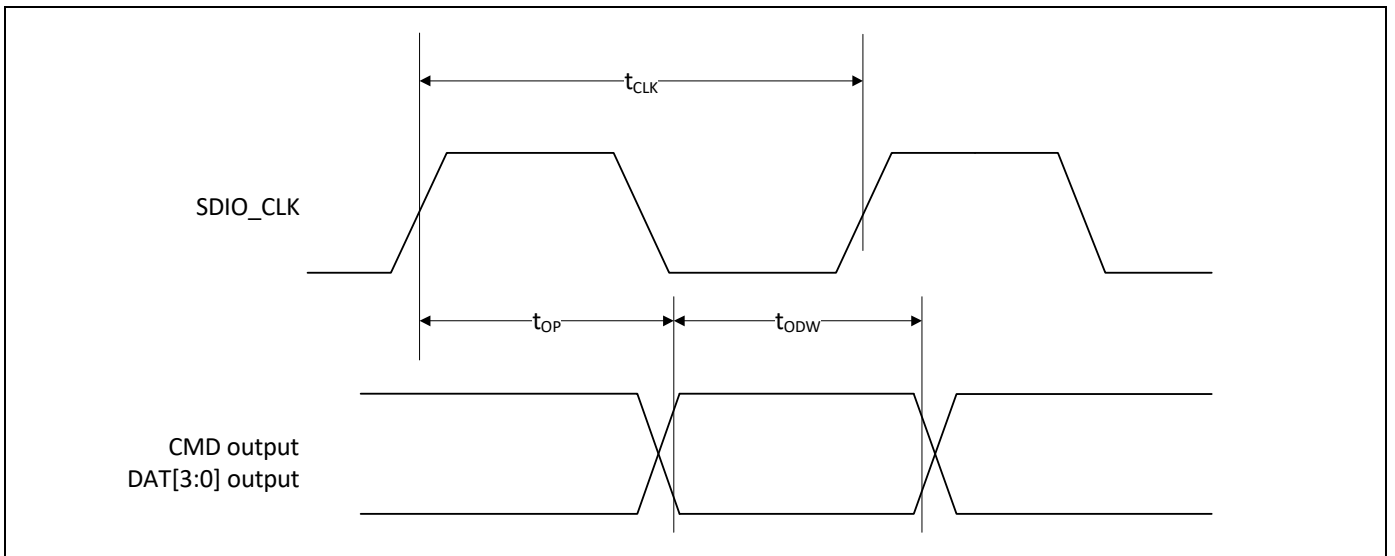 tCLK
SDIO_CLK
tOP
tODW
CMD output
DAT[3:0] output